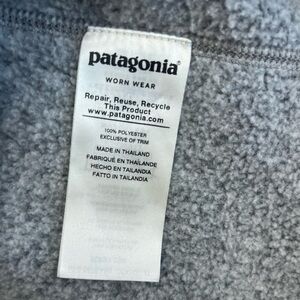 patagonia®
WORN WEAR
Repair, Reuse, Recycle
This Product
www.patagonia.com
100% POLYESTER
EXCLUSIVE OF TRIM
MADE IN THAILAND
FABRIQUÉ EN THAÏLANDE
HECHO EN TAILANDIA
FATTO IN TAILANDIA